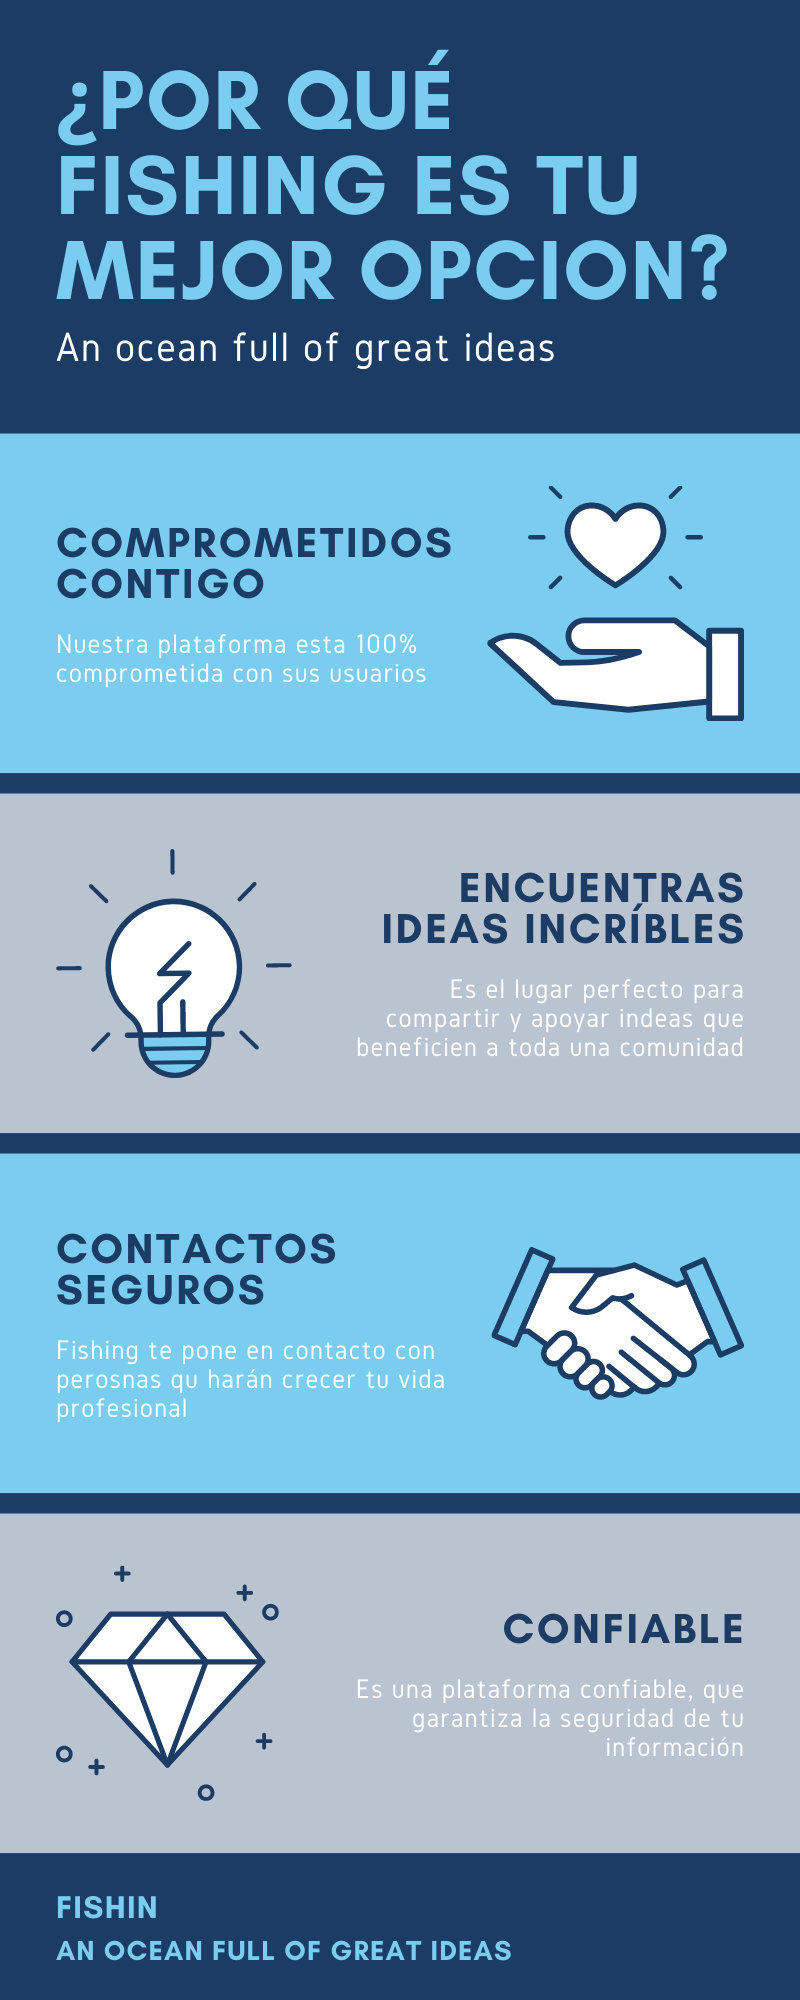 ¿POR QUÉ
FISHING ES TU
MEJOR OPCION?
An ocean full of great ideas
COMPROMETIDOS
CONTIGO
Nuestra plataforma esta 100%
comprometida con sus usuarios
ENCUENTRAS
IDEAS INCRÍBLES
Es el lugar perfecto para
compartir y apoyar indeas que
beneficien a toda una comunidad
CONTACTOS
SEGUROS
Fishing te pone en contacto con
perosnas qu harán crecer tu vida
profesional
CONFIABLE
Es una plataforma confiable, que
garantiza la seguridad de tu
información
FISHIN
AN OCEAN FULL OF GREAT IDEAS